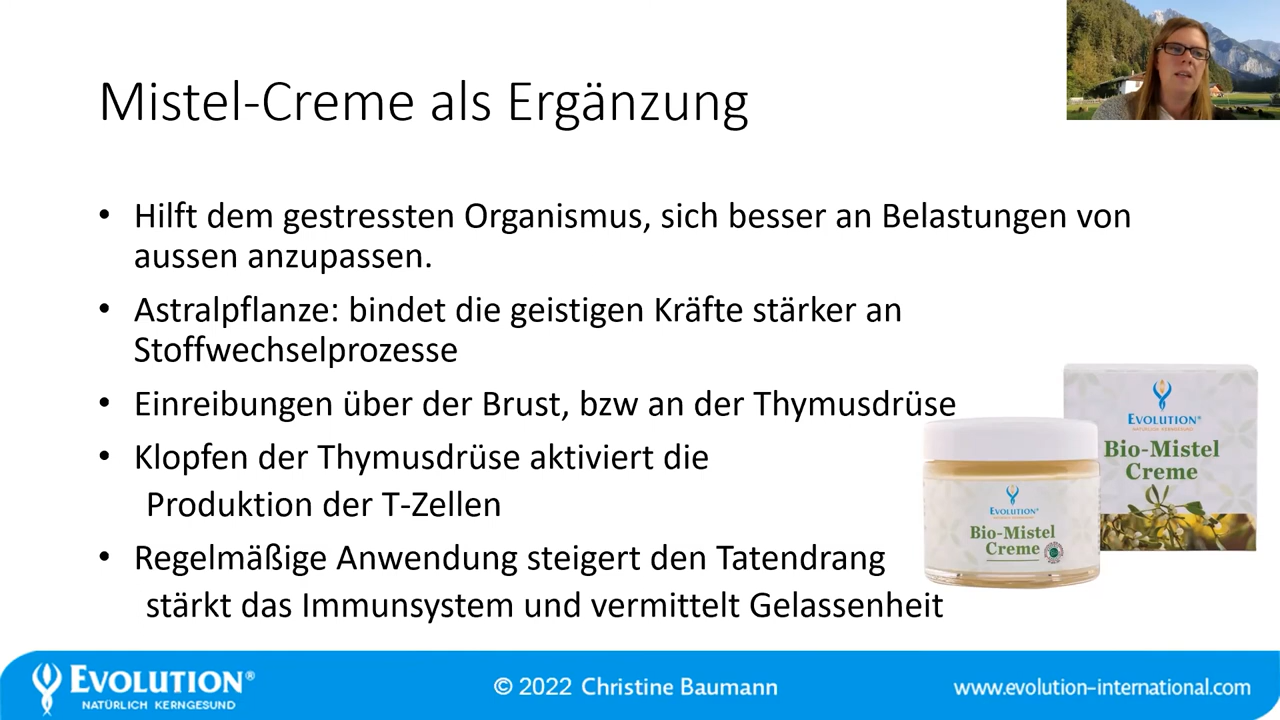 Mistel-Creme als Ergänzung
• Hilft dem gestressten Organismus, sich besser an Belastungen von
aussen anzupassen.
• Astralpflanze: bindet die geistigen Kräfte stärker an
Stoffwechselprozesse
• Einreibungen über der Brust, bzw an der Thymusdrüse
• Klopfen der Thymusdrüse aktiviert die
Produktion der T-Zellen
• Regelmäßige Anwendung steigert den Tatendrang
stärkt das Immunsystem und vermittelt Gelassenheit
EVOLUTION®
NATÜRLICH KERNGESUND
Bio-Mistel
Creme
EVOLUTION®
Bio-Mistel
Creme
EVOLUTION®
NATÜRLICH KERNGESUND
© 2022 Christine Baumann
www.evolution-international.com